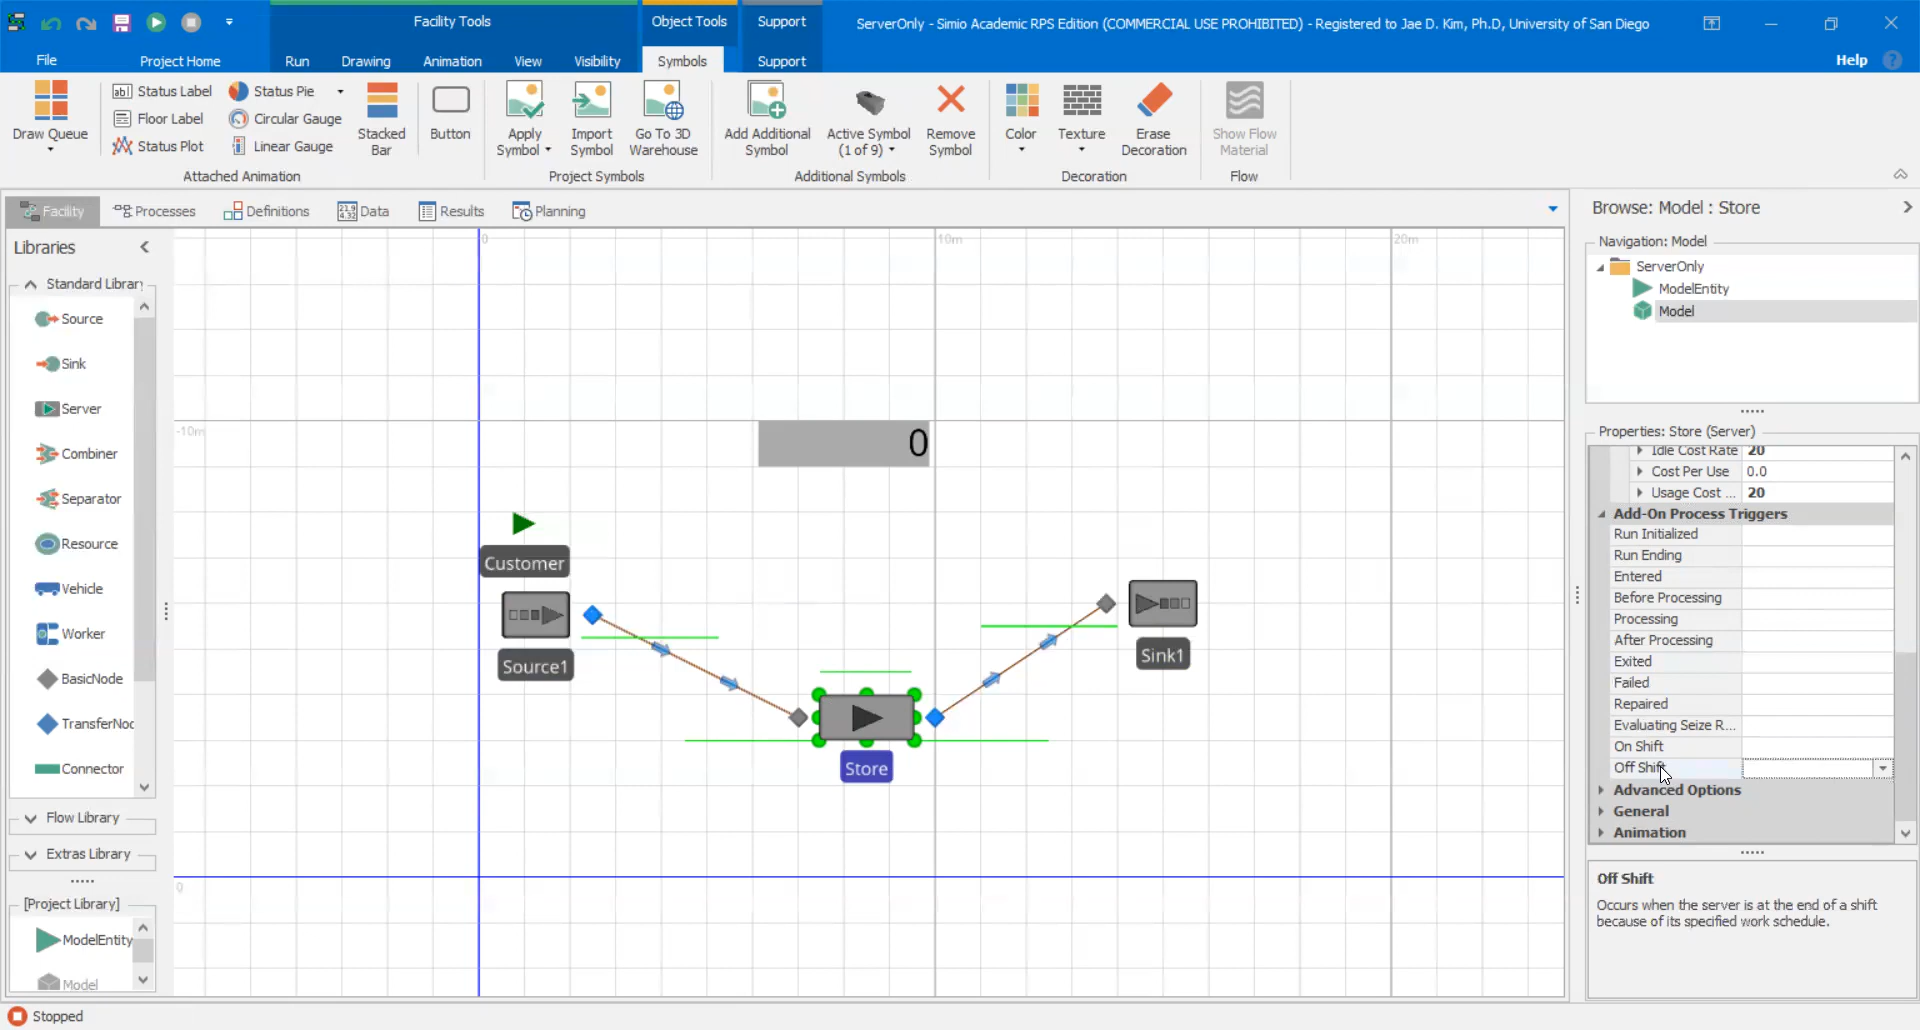 Facility Tools
Object Tools
Support
ServerOnly - Simio Academic RPS Edition (COMMERCIAL USE PROHIBITED) - Registered to Jae D. Kim, Ph.D, University of San Diego
File
Project Home
Run
Drawing
Animation
View
Visibility
Symbols
Support
Help
Draw Queue
Status Label
Floor Label
Status Plot
Status Pie
Circular Gauge
Linear Gauge
Stacked Bar
Button
Apply Symbol
Import Symbol
Go To 3D Warehouse
Add Additional Symbol
Active Symbol (1 of 9)
Remove Symbol
Color
Texture
Erase Decoration
Show Flow Material
Attached Animation
Project Symbols
Additional Symbols
Decoration
Flow
Facility
Processes
Definitions
Data
Results
Planning
Libraries
Standard Library
Source
Sink
Server
Combiner
Separator
Resource
Vehicle
Worker
BasicNode
TransferNod
Connector
Flow Library
Extras Library
[Project Library]
ModelEntity
Model
0
10m
20m
-10m
0
0
Customer
Source1
Store
Sink1
Browse: Model : Store
Navigation: Model
ServerOnly
ModelEntity
Model
Properties: Store (Server)
Idle Cost Rate 20
Cost Per Use 0.0
Usage Cost ... 20
Add-On Process Triggers
Run Initialized
Run Ending
Entered
Before Processing
Processing
After Processing
Exited
Failed
Repaired
Evaluating Seize R...
On Shift
Off Shift
Advanced Options
General
Animation
Off Shift
Occurs when the server is at the end of a shift
because of its specified work schedule.
Stopped